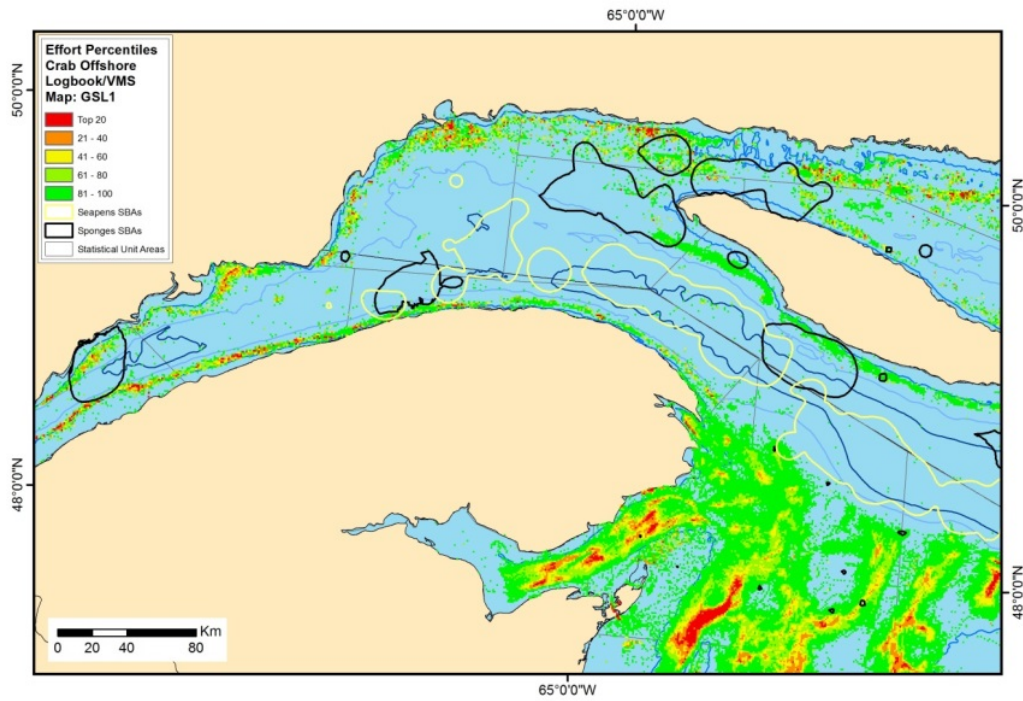 65°0'0"W
Effort Percentiles
Crab Offshore
Logbook/VMS
Map: GSL1
Top 20
21 - 40
41 - 60
61 - 80
81 - 100
Seapens SBAs
Sponges SBAs
Statistical Unit Areas
50°0'0"N
50°0'0"N
48°0'0"N
48°0'0"N
Km
0 20 40 80
65°0'0"W